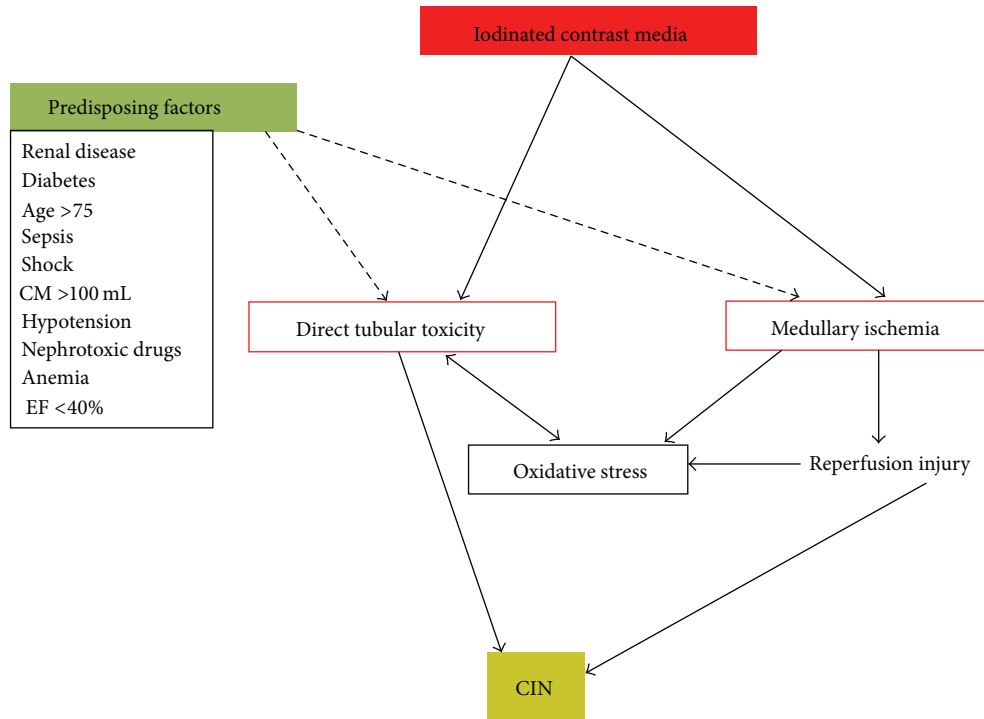 Iodinated contrast media
Predisposing factors
Renal disease
Diabetes
Age >75
Sepsis
Shock
CM >100 mL
Hypotension
Nephrotoxic drugs
Anemia
EF <40%
Direct tubular toxicity
Medullary ischemia
Oxidative stress
Reperfusion injury
CIN